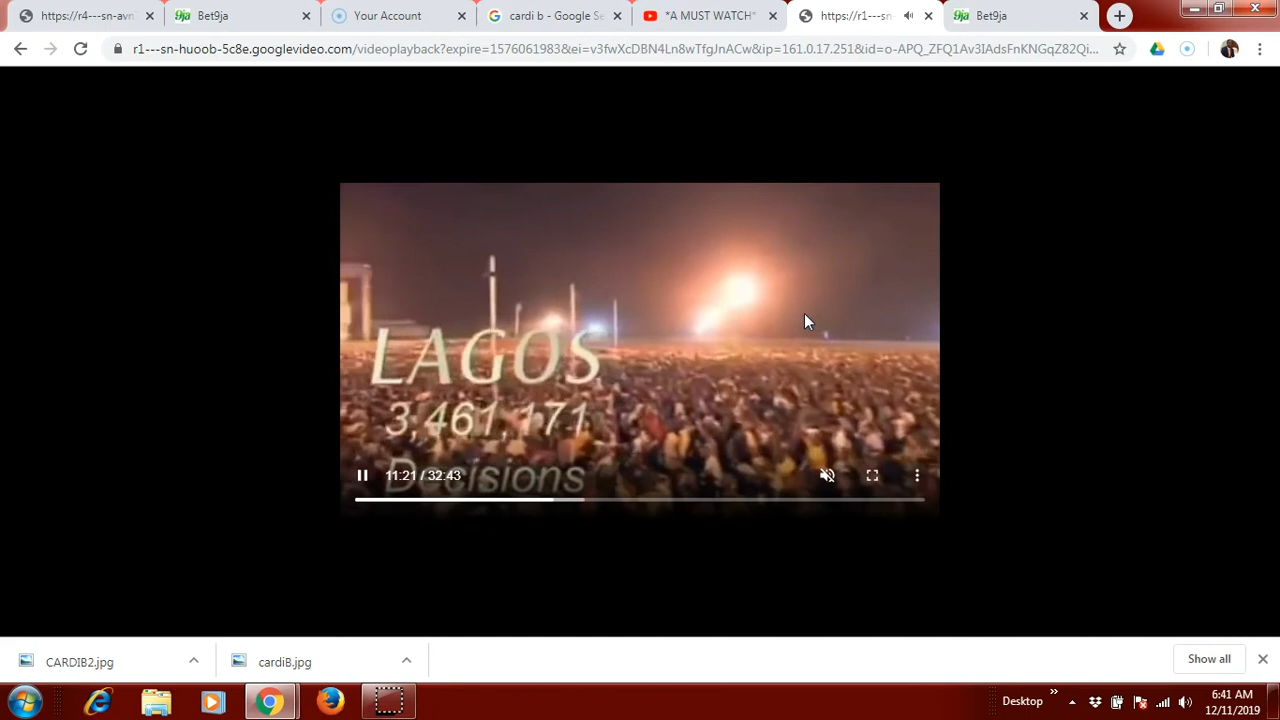 https://r4---sn-avn
9ja Bet9ja
Your Account
cardi b - Google Se
*A MUST WATCH*
https://r1---sn-
9ja Bet9ja
r1---sn-huoob-5c8e.googlevideo.com/videoplayback?expire=1576061983&ei=v3fwXcDBN4Ln8wTfgJnACw&ip=161.0.17.251&id=o-APQ_ZFQ1Av3IAdsFnKNGqZ82Qi...
LAGOS
3,461,171
Decisions
11:21 / 32:43
CARDIB2.jpg
cardiB.jpg
Show all
Desktop
6:41 AM
12/11/2019